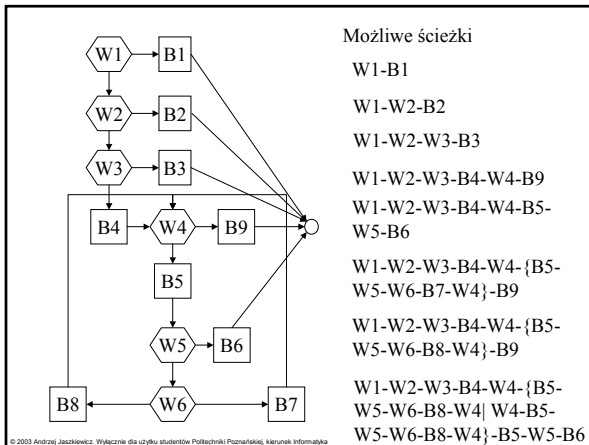 W1
B1
W2
B2
W3
B3
B4
W4
B9
B5
W5
B6
B8
W6
B7
Możliwe ścieżki
W1-B1
W1-W2-B2
W1-W2-W3-B3
W1-W2-W3-B4-W4-B9
W1-W2-W3-B4-W4-B5-
W5-B6
W1-W2-W3-B4-W4-{B5-
W5-W6-B7-W4}-B9
W1-W2-W3-B4-W4-{B5-
W5-W6-B8-W4}-B9
W1-W2-W3-B4-W4-{B5-
W5-W6-B8-W4| W4-B5-
W5-W6-B8-W4}-B5-W5-B6
© 2003 Andrzej Jaszkiewicz. Wyłącznie dla użytku studentów Politechniki Poznańskiej, kierunek Informatyka